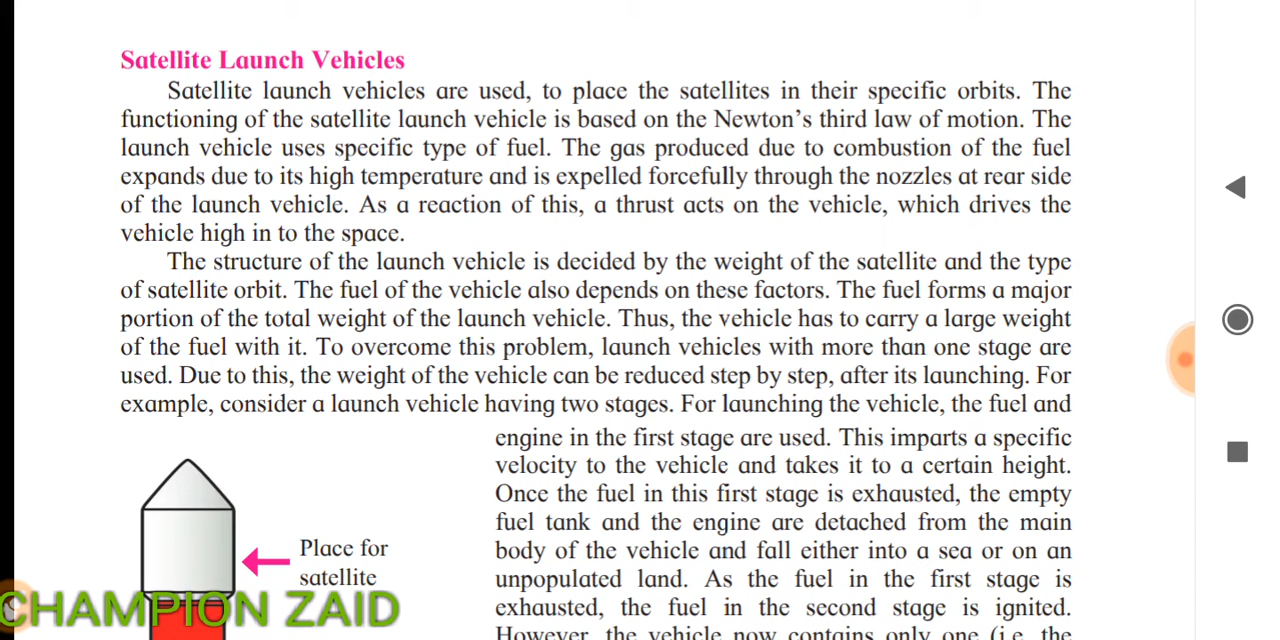 Satellite Launch Vehicles
Satellite launch vehicles are used, to place the satellites in their specific orbits. The
functioning of the satellite launch vehicle is based on the Newton's third law of motion. The
launch vehicle uses specific type of fuel. The gas produced due to combustion of the fuel
expands due to its high temperature and is expelled forcefully through the nozzles at rear side
of the launch vehicle. As a reaction of this, a thrust acts on the vehicle, which drives the
vehicle high in to the space.
The structure of the launch vehicle is decided by the weight of the satellite and the type
of satellite orbit. The fuel of the vehicle also depends on these factors. The fuel forms a major
portion of the total weight of the launch vehicle. Thus, the vehicle has to carry a large weight
of the fuel with it. To overcome this problem, launch vehicles with more than one stage are
used. Due to this, the weight of the vehicle can be reduced step by step, after its launching. For
example, consider a launch vehicle having two stages. For launching the vehicle, the fuel and
engine in the first stage are used. This imparts a specific
velocity to the vehicle and takes it to a certain height.
Once the fuel in this first stage is exhausted, the empty
fuel tank and the engine are detached from the main
body of the vehicle and fall either into a sea or on an
unpopulated land. As the fuel in the first stage is
exhausted, the fuel in the second stage is ignited.
However, the vehicle now contains only one (i.e. the
Place for
satellite
CHAMPION ZAID